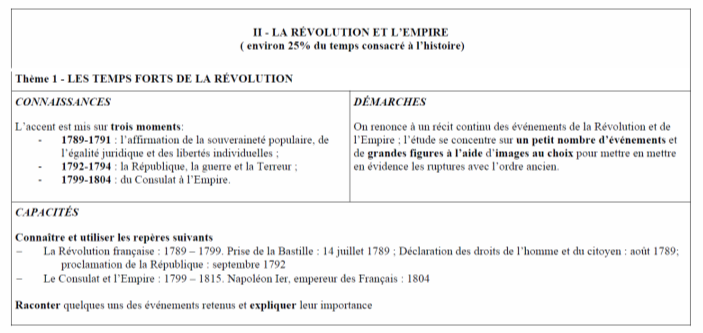 II - LA RÉVOLUTION ET L'EMPIRE
( environ 25% du temps consacré à l'histoire)
Thème 1 - LES TEMPS FORTS DE LA RÉVOLUTION
CONNAISSANCES
L'accent est mis sur trois moments:
- 1789-1791 : l'affirmation de la souveraineté populaire, de
l'égalité juridique et des libertés individuelles ;
- 1792-1794 : la République, la guerre et la Terreur ;
- 1799-1804 : du Consulat à l'Empire.
DÉMARCHES
On renonce à un récit continu des événements de la Révolution et de
l'Empire ; l'étude se concentre sur un petit nombre d'événements et
de grandes figures à l'aide d'images au choix pour mettre en mettre
en évidence les ruptures avec l'ordre ancien.
CAPACITÉS
Connaître et utiliser les repères suivants
– La Révolution française : 1789 – 1799. Prise de la Bastille : 14 juillet 1789 ; Déclaration des droits de l'homme et du citoyen : août 1789;
proclamation de la République : septembre 1792
– Le Consulat et l'Empire : 1799 – 1815. Napoléon Ier, empereur des Français : 1804
Raconter quelques uns des événements retenus et expliquer leur importance